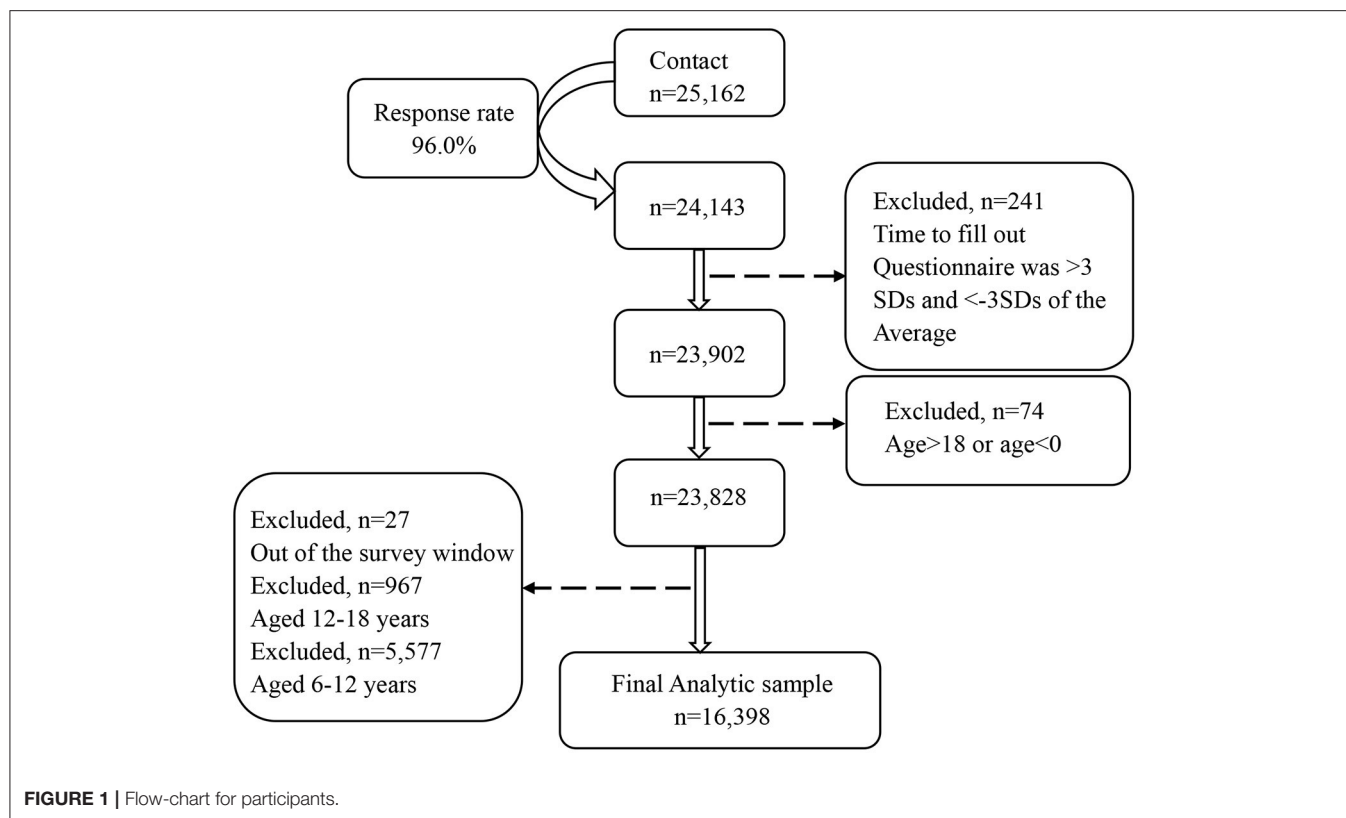 Contact
n=25,162
Response rate
96.0%
n=24,143
Excluded, n=241
Time to fill out
Questionnaire was >3
SDs and <-3SDs of the
Average
n=23,902
Excluded, n=74
Age>18 or age<0
n=23,828
Excluded, n=27
Out of the survey window
Excluded, n=967
Aged 12-18 years
Excluded, n=5,577
Aged 6-12 years
Final Analytic sample
n=16,398
FIGURE 1 | Flow-chart for participants.